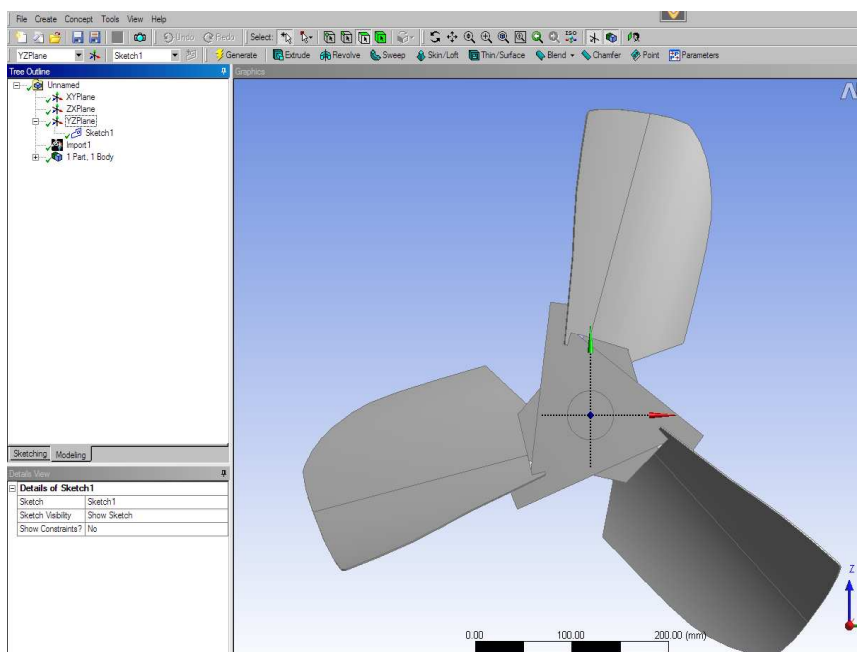 File Create Concept Tools View Help
Undo Redo Select:
YZPlane Sketch1 Generate Extrude Revolve Sweep Skin/Loft Thin/Surface Blend Chamfer Point Parameters
Tree Outline
Graphics
Unnamed
XYPlane
ZXPlane
YZPlane
Sketch1
Import1
1 Part, 1 Body
Sketching Modeling
Details View
Details of Sketch1
Sketch Sketch1
Sketch Visibility Show Sketch
Show Constraints? No
Z
0.00 100.00 200.00 (mm)